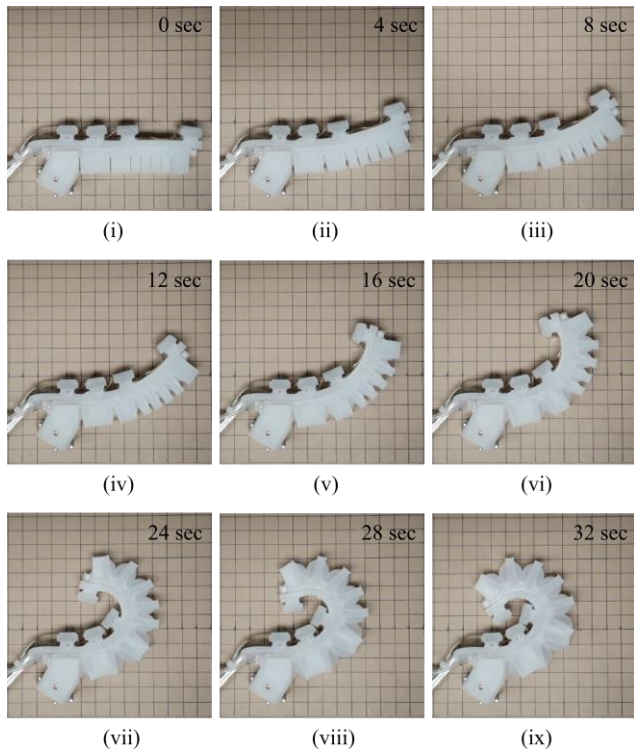 0 sec
4 sec
8 sec
(i)
(ii)
(iii)
12 sec
16 sec
20 sec
(iv)
(v)
(vi)
24 sec
28 sec
32 sec
(vii)
(viii)
(ix)